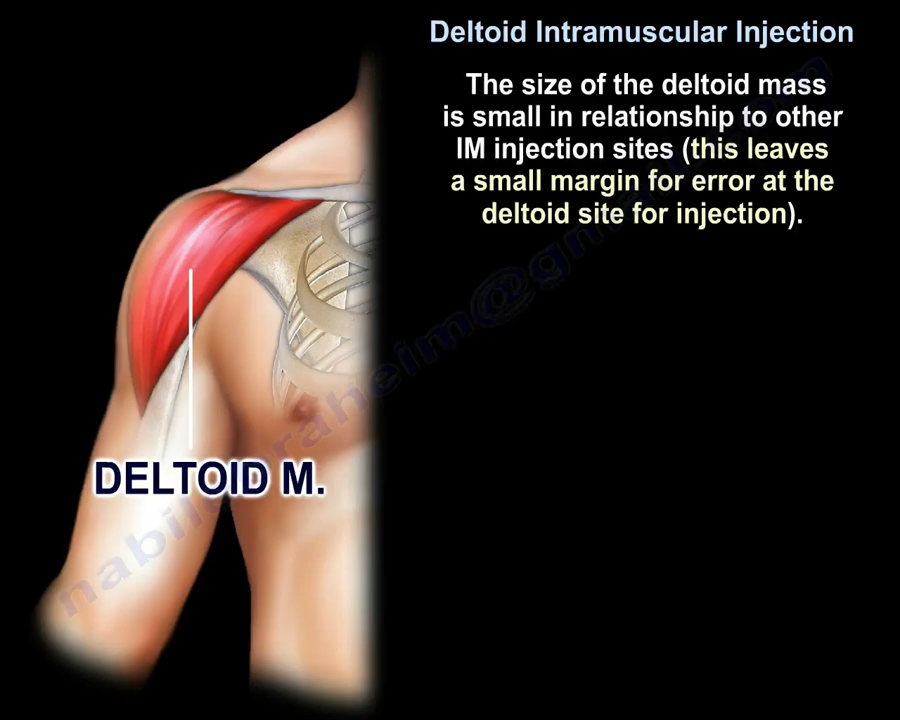 Deltoid Intramuscular Injection
The size of the deltoid mass
is small in relationship to other
IM injection sites (this leaves
a small margin for error at the
deltoid site for injection).
DELTOID M.